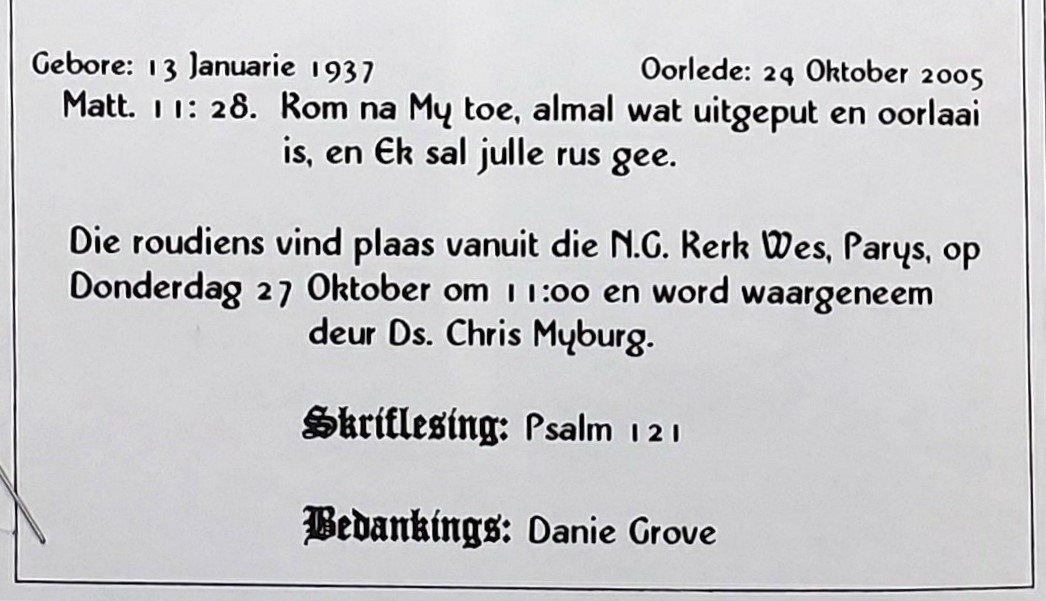 Gebore: 13 Januarie 1937 Oorlede: 24 Oktober 2005
Matt. 11: 28. Kom na My toe, almal wat uitgeput en oorlaai
is, en Ek sal julle rus gee.
Die roudiens vind plaas vanuit die N.G. Kerk Wes, Parys, op
Donderdag 27 Oktober om 11:00 en word waargeneem
deur Ds. Chris Myburg.
Skriflesing: Psalm 121
Bedankings: Danie Grove